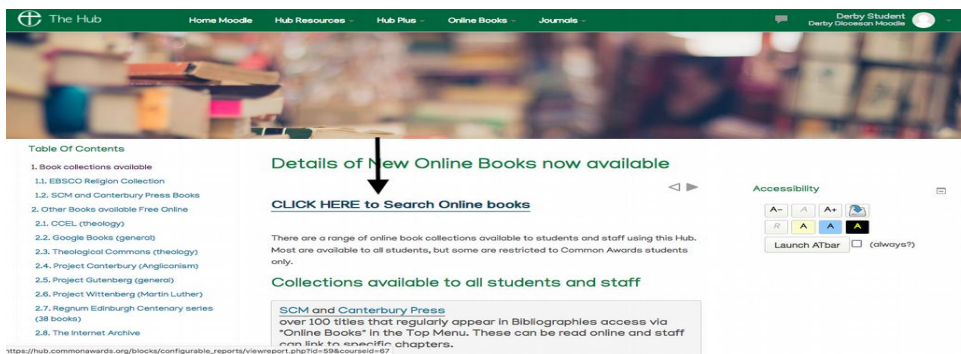 The Hub
Home Moodle
Hub Resources
Hub Plus
Online Books
Journals
Derby Student
Derby Diocesan Moodle
Table Of Contents
1. Book collections available
1.1. EBSCO Religion Collection
1.2. SCM and Canterbury Press Books
2. Other Books available Free Online
2.1. CCEL (theology)
2.2. Google Books (general)
2.3. Theological Commons (theology)
2.4. Project Canterbury (Anglicanism)
2.5. Project Gutenberg (general)
2.6. Project Wittenberg (Martin Luther)
2.7. Regnum Edinburgh Centenary series
(38 books)
2.8. The Internet Archive
Details of New Online Books now available
CLICK HERE to Search Online books
There are a range of online book collections available to students and staff using this Hub.
Most are available to all students, but some are restricted to Common Awards students
only.
Collections available to all students and staff
SCM and Canterbury Press
over 100 titles that regularly appear in Bibliographies access via
"Online Books" in the Top Menu. These can be read online and staff
can link to specific chapters.
Accessibility
A- A A+
R A A A
Launch ATbar (always?)
https://hub.commonawards.org/blocks/configurable_reports/viewreport.php?id=59&courseid=67